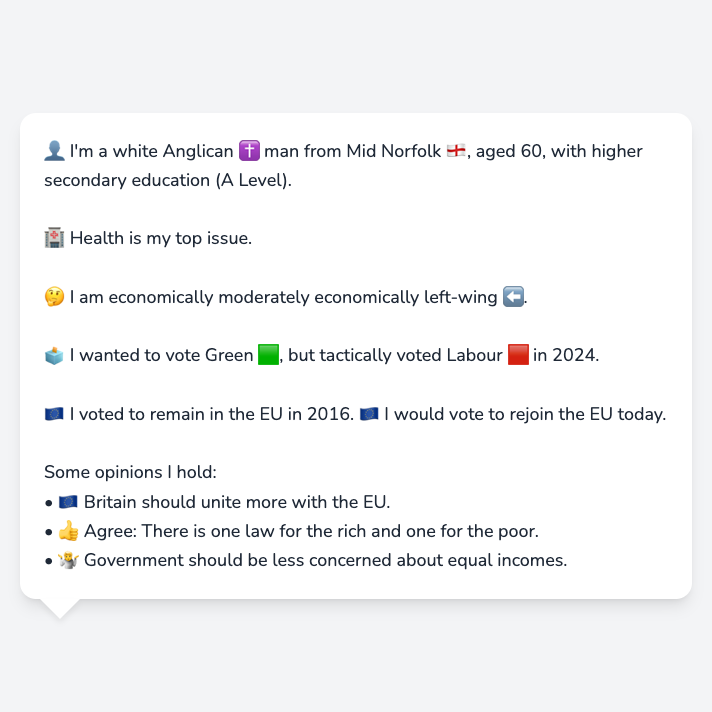 👤 I'm a white Anglican ✝️ man from Mid Norfolk 🏴󠁧󠁢󠁥󠁮󠁧󠁿, aged 60, with higher
secondary education (A Level).
🏥 Health is my top issue.
🤔 I am economically moderately economically left-wing ⬅️.
🗳️ I wanted to vote Green 🟩, but tactically voted Labour 🟥 in 2024.
🇪🇺 I voted to remain in the EU in 2016. 🇪🇺 I would vote to rejoin the EU today.
Some opinions I hold:
• 🇪🇺 Britain should unite more with the EU.
• 👍 Agree: There is one law for the rich and one for the poor.
• 🤷 Government should be less concerned about equal incomes.